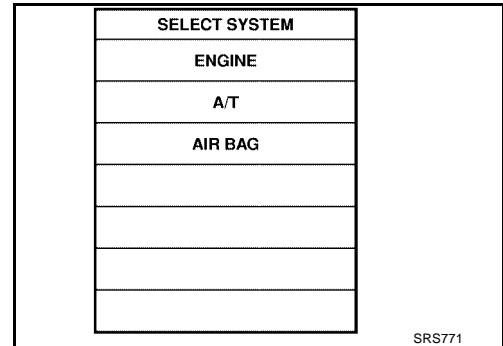 SELECT SYSTEM
ENGINE
A/T
AIR BAG
SRS771